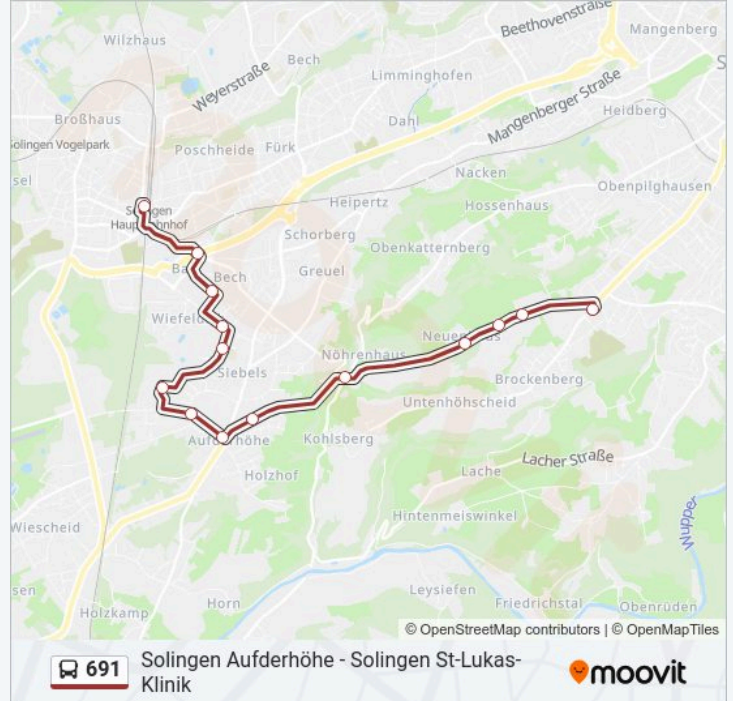 Beethovenstraße
Mangenberg
Wilzhaus
Bech
Weyerstraße
Limminghofen
Mangenberger Straße
Heidberg
Broßhaus
Dahl
Solingen Vogelpark
Poschheide
Fürk
Nacken
Obenpilghausen
Heipertz
Hossenhaus
Schorberg
Obenkatternberg
Bech
Greuel
Nöhrenhaus
Siebels
Brockenberg
Untenhöhscheid
Aufderhöhe
Kohlsberg
Lacher Straße
Lache
Holzhof
Hintenmeiswinkel
Wupper
Wiescheid
Leysiefen
Horn
Friedrichstal
Obenrüden
Holzkamp
© OpenStreetMap contributors | © OpenMapTiles
691
Solingen Aufderhöhe - Solingen St-Lukas-
Klinik
moovit